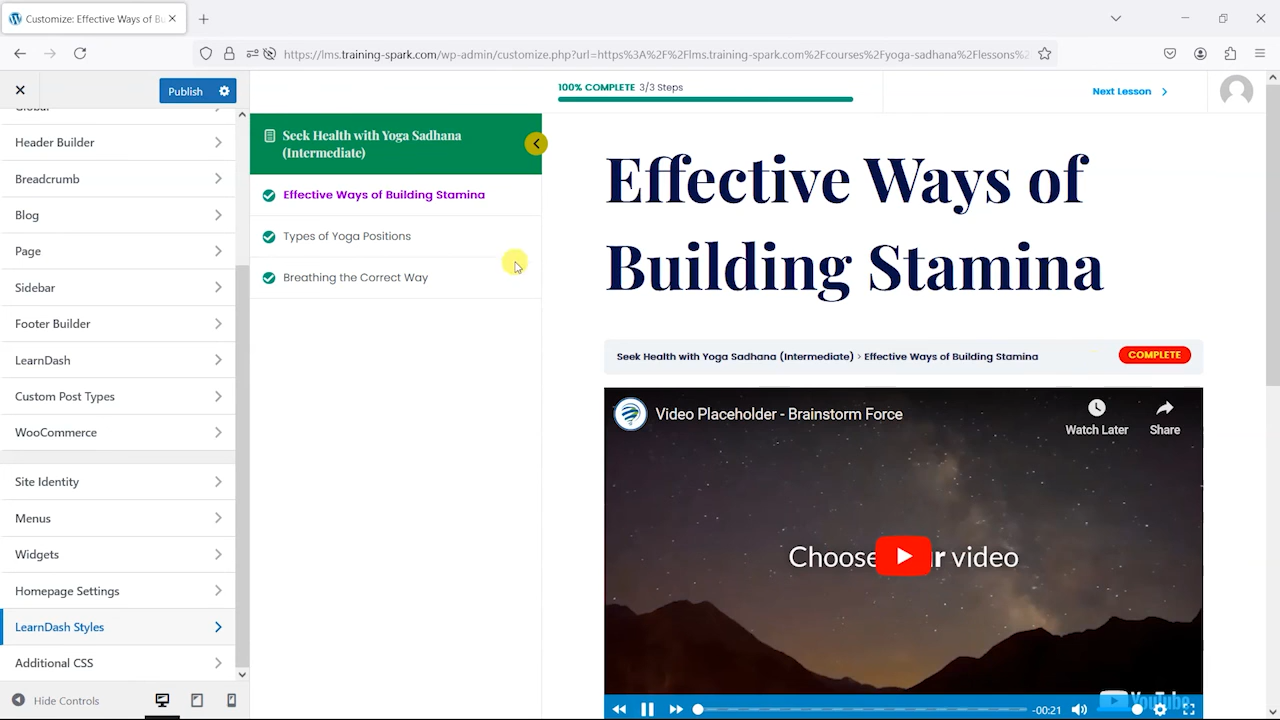 Customize: Effective Ways of Bu
https://lms.training-spark.com/wp-admin/customize.php?url=https%3A%2F%2Flms.training-spark.com%2Fcourses%2Fyoga-sadhana%2Flessons%2
Publish
Header Builder
Breadcrumb
Blog
Page
Sidebar
Footer Builder
LearnDash
Custom Post Types
WooCommerce
Site Identity
Menus
Widgets
Homepage Settings
LearnDash Styles
Additional CSS
Hide Controls
Seek Health with Yoga Sadhana
(Intermediate)
Effective Ways of Building Stamina
Types of Yoga Positions
Breathing the Correct Way
100% COMPLETE 3/3 Steps
Next Lesson
Effective Ways of
Building Stamina
Seek Health with Yoga Sadhana (Intermediate) › Effective Ways of Building Stamina
COMPLETE
Video Placeholder - Brainstorm Force
Watch Later
Share
Choose video
YouTube
-00:21